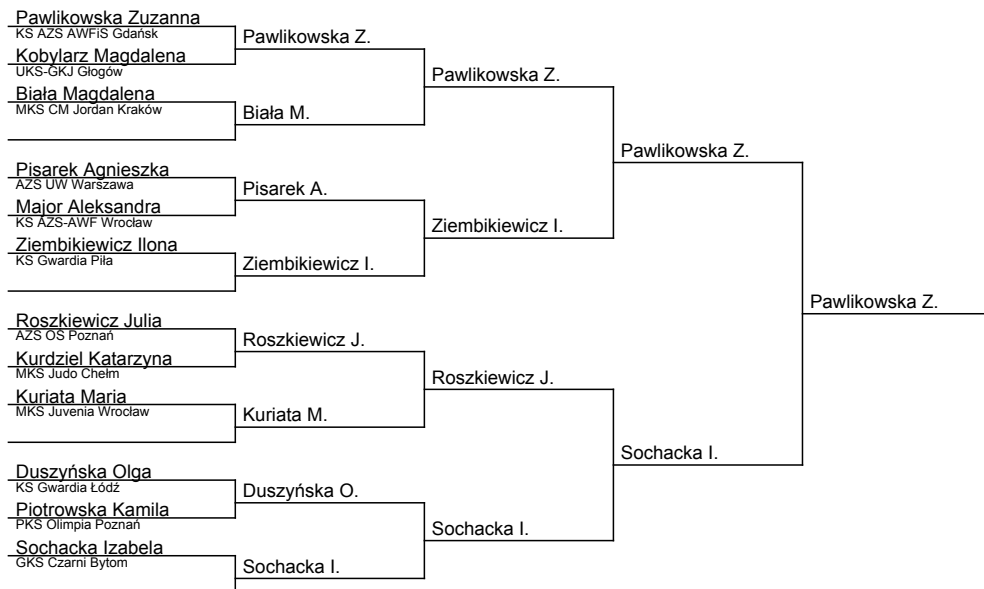 Pawlikowska Zuzanna
KS AZS AWFiS Gdańsk
Kobylarz Magdalena
UKS-GKJ Głogów
Biała Magdalena
MKS CM Jordan Kraków
Pisarek Agnieszka
AZS UW Warszawa
Major Aleksandra
KS AZS-AWF Wrocław
Ziembikiewicz Ilona
KS Gwardia Piła
Roszkiewicz Julia
AZS OŚ Poznań
Kurdziel Katarzyna
MKS Judo Chełm
Kuriata Maria
MKS Juvenia Wrocław
Duszyńska Olga
KS Gwardia Łódź
Piotrowska Kamila
PKS Olimpia Poznań
Sochacka Izabela
GKS Czarni Bytom
Pawlikowska Z.
Biała M.
Pisarek A.
Ziembikiewicz I.
Roszkiewicz J.
Kuriata M.
Duszyńska O.
Sochacka I.
Pawlikowska Z.
Ziembikiewicz I.
Roszkiewicz J.
Sochacka I.
Pawlikowska Z.
Sochacka I.
Pawlikowska Z.